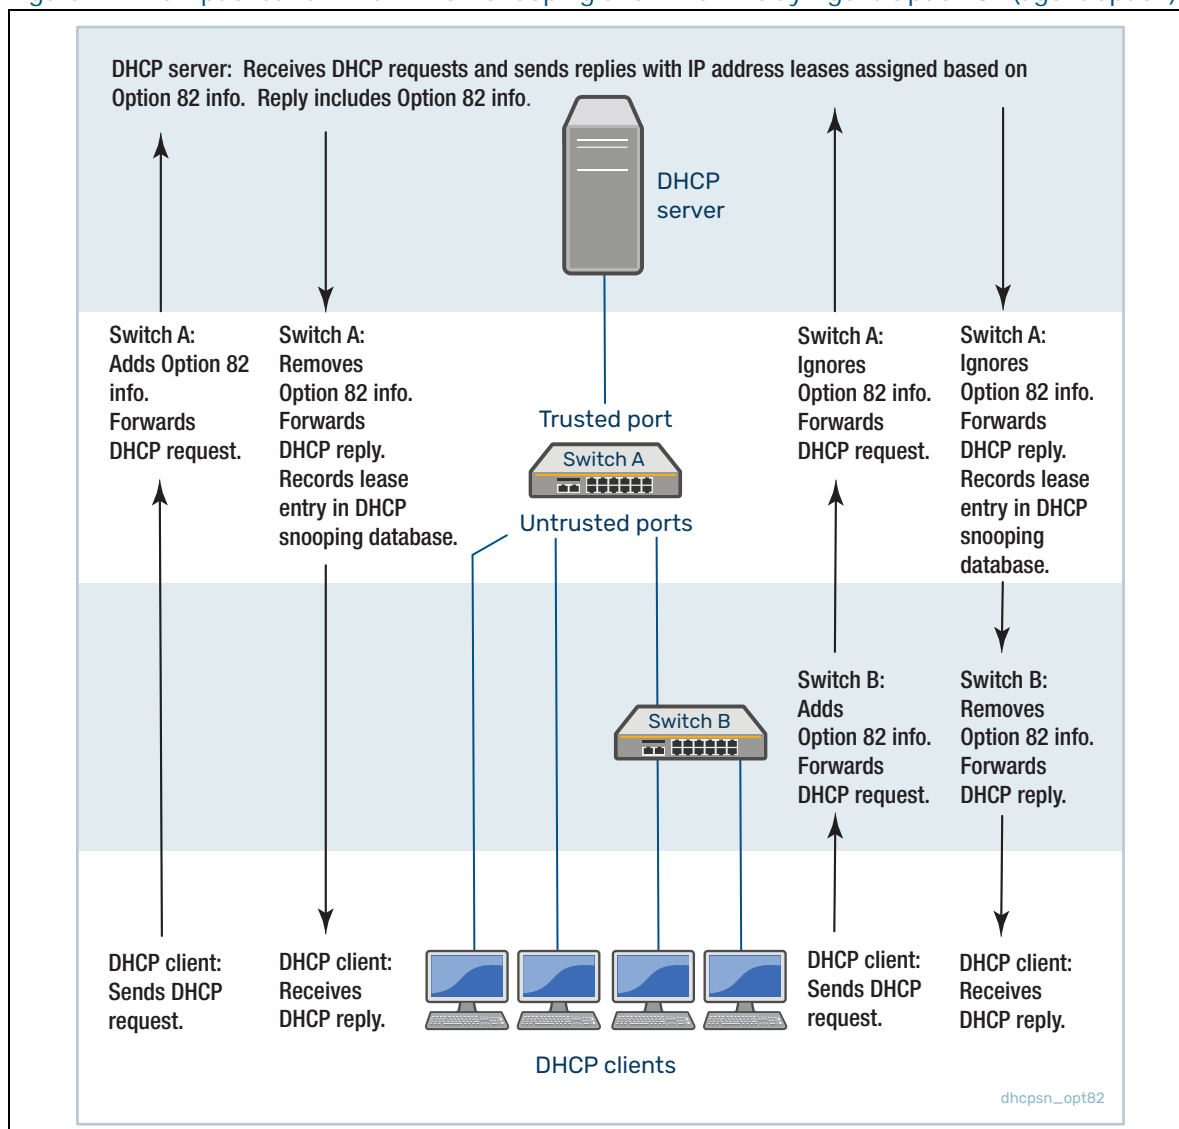 DHCP server: Receives DHCP requests and sends replies with IP address leases assigned based on
Option 82 info. Reply includes Option 82 info.
DHCP
server
Switch A:
Adds Option 82
info.
Forwards
DHCP request.
Switch A:
Removes
Option 82 info.
Forwards
DHCP reply.
Records lease
entry in DHCP
snooping database.
Trusted port
Switch A
Untrusted ports
Switch A:
Ignores
Option 82 info.
Forwards
DHCP request.
Switch A:
Ignores
Option 82 info.
Forwards
DHCP reply.
Records lease
entry in DHCP
snooping
database.
Switch B
Switch B:
Adds
Option 82 info.
Forwards
DHCP request.
Switch B:
Removes
Option 82 info.
Forwards
DHCP reply.
DHCP client:
Sends DHCP
request.
DHCP client:
Receives
DHCP reply.
DHCP client:
Sends DHCP
request.
DHCP client:
Receives
DHCP reply.
DHCP clients
dhcpsn_opt82